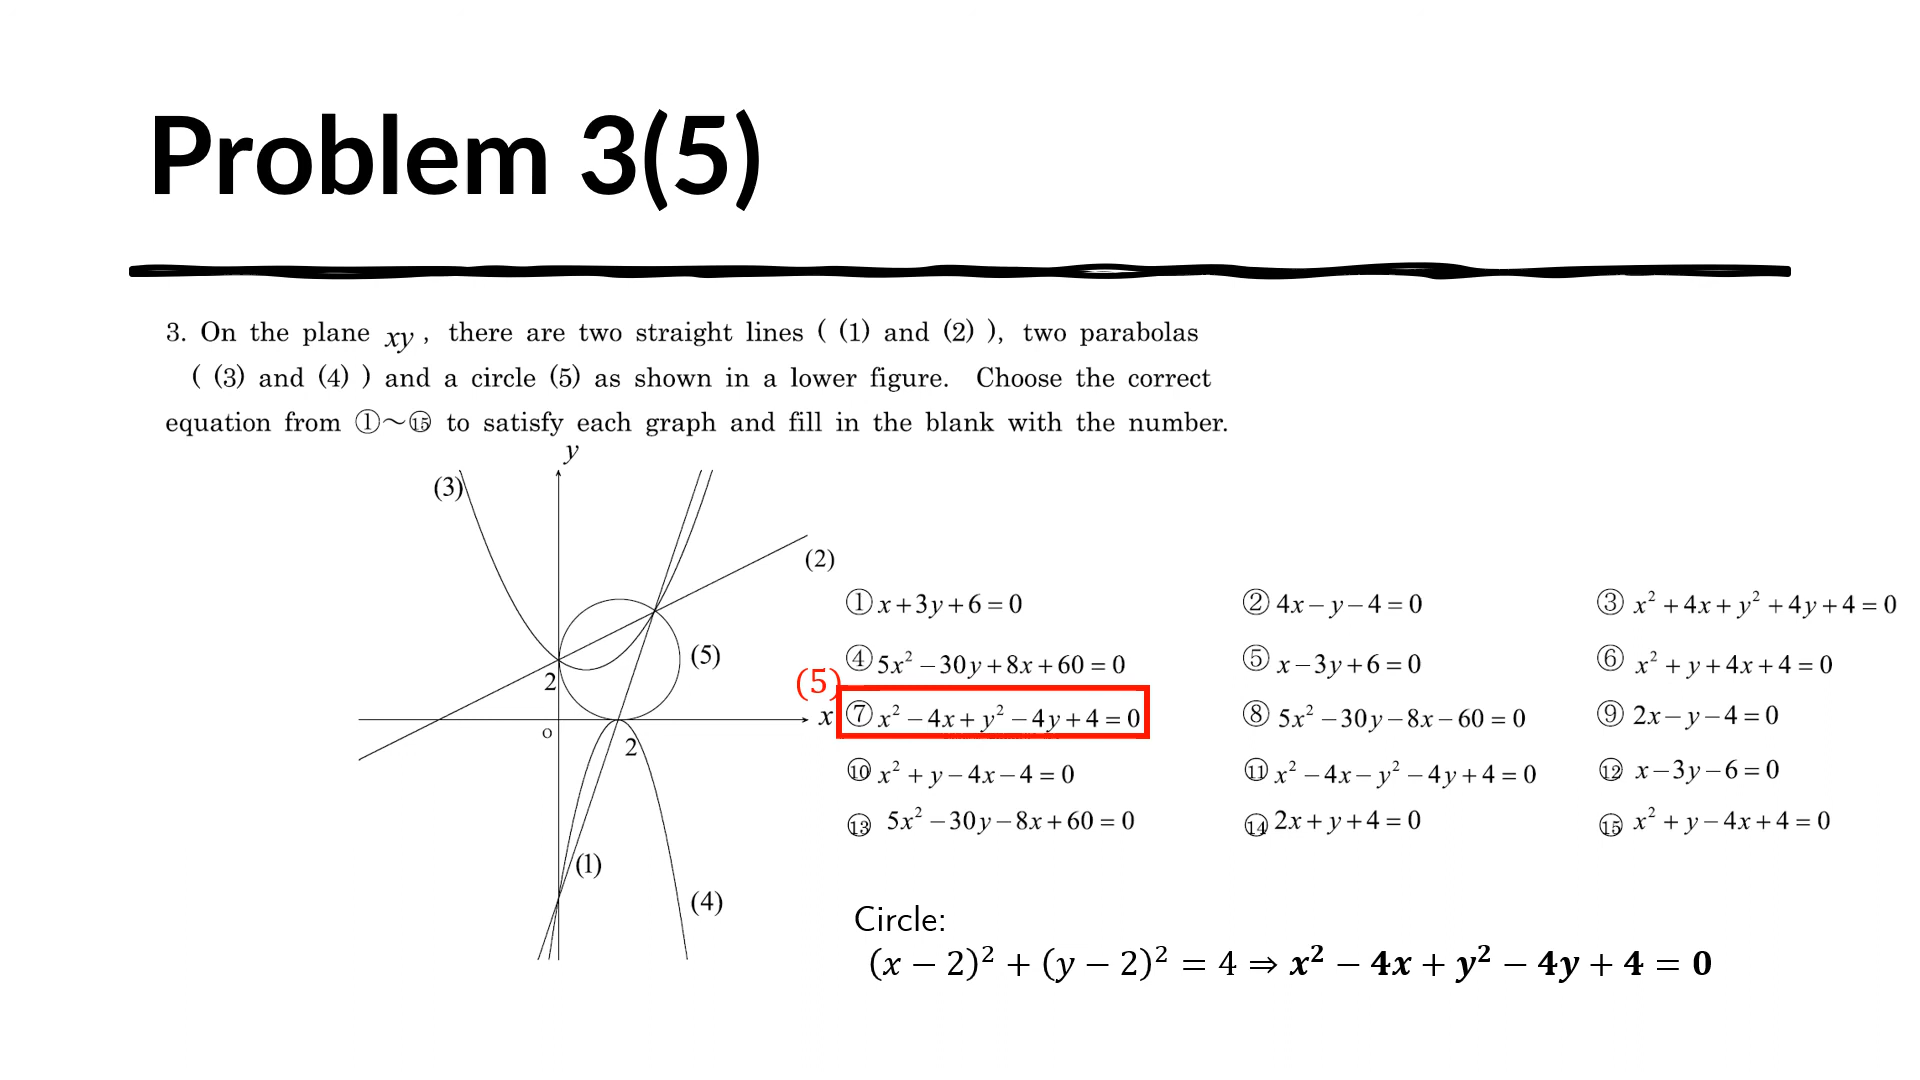 Problem 3(5)
3. On the plane xy, there are two straight lines ( (1) and (2) ), two parabolas
( (3) and (4) ) and a circle (5) as shown in a lower figure. Choose the correct
equation from ①～⑮ to satisfy each graph and fill in the blank with the number.
y
(3)
(2)
(5)
2
x
o
2
(1)
(4)
① x+3y+6=0 ② 4x−y−4=0 ③ x²+4x+y²+4y+4=0
④ 5x²−30y+8x+60=0 ⑤ x−3y+6=0 ⑥ x²+y+4x+4=0
(5)
⑦ x²−4x+y²−4y+4=0 ⑧ 5x²−30y−8x−60=0 ⑨ 2x−y−4=0
⑩ x²+y−4x−4=0 ⑪ x²−4x−y²−4y+4=0 ⑫ x−3y−6=0
⑬ 5x²−30y−8x+60=0 ⑭ 2x+y+4=0 ⑮ x²+y−4x+4=0
Circle:
(x − 2)² + (y − 2)² = 4 ⇒ x² − 4x + y² − 4y + 4 = 0